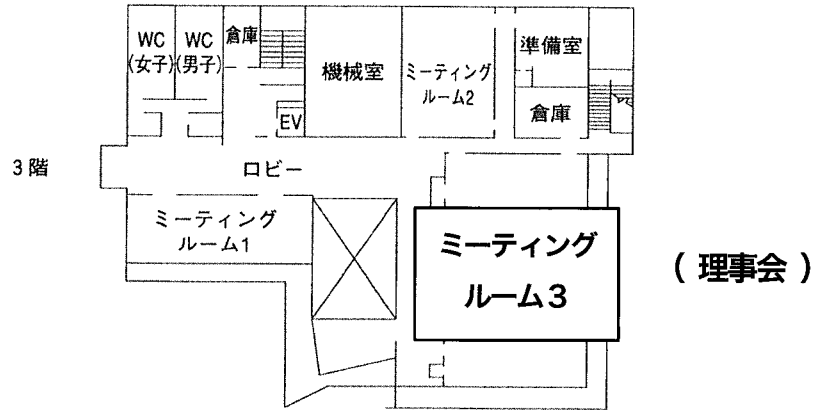 WC
(女子)
WC
(男子)
倉庫
EV
機械室
ミーティング
ルーム2
準備室
倉庫
3階
ロビー
ミーティング
ルーム1
ミーティング
ルーム3
( 理事会 )